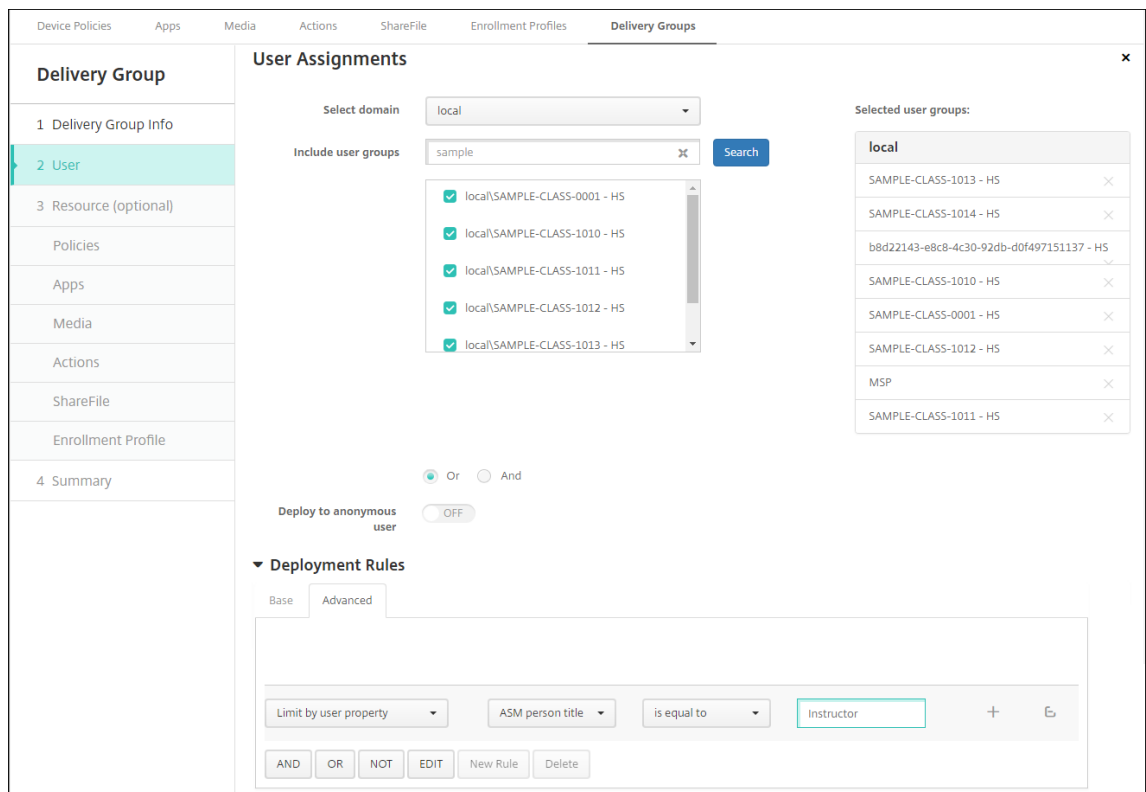 Device Policies Apps Media Actions ShareFile Enrollment Profiles Delivery Groups
Delivery Group
1 Delivery Group Info
2 User
3 Resource (optional)
Policies
Apps
Media
Actions
ShareFile
Enrollment Profile
4 Summary
User Assignments
Select domain local
Include user groups sample Search
local\SAMPLE-CLASS-0001 - HS
local\SAMPLE-CLASS-1010 - HS
local\SAMPLE-CLASS-1011 - HS
local\SAMPLE-CLASS-1012 - HS
local\SAMPLE-CLASS-1013 - HS
Selected user groups:
local
SAMPLE-CLASS-1013 - HS
SAMPLE-CLASS-1014 - HS
b8d22143-e8c8-4c30-92db-d0f497151137 - HS
SAMPLE-CLASS-1010 - HS
SAMPLE-CLASS-0001 - HS
SAMPLE-CLASS-1012 - HS
MSP
SAMPLE-CLASS-1011 - HS
Or And
Deploy to anonymous
user
OFF
Deployment Rules
Base Advanced
Limit by user property ASM person title is equal to Instructor
AND OR NOT EDIT New Rule Delete